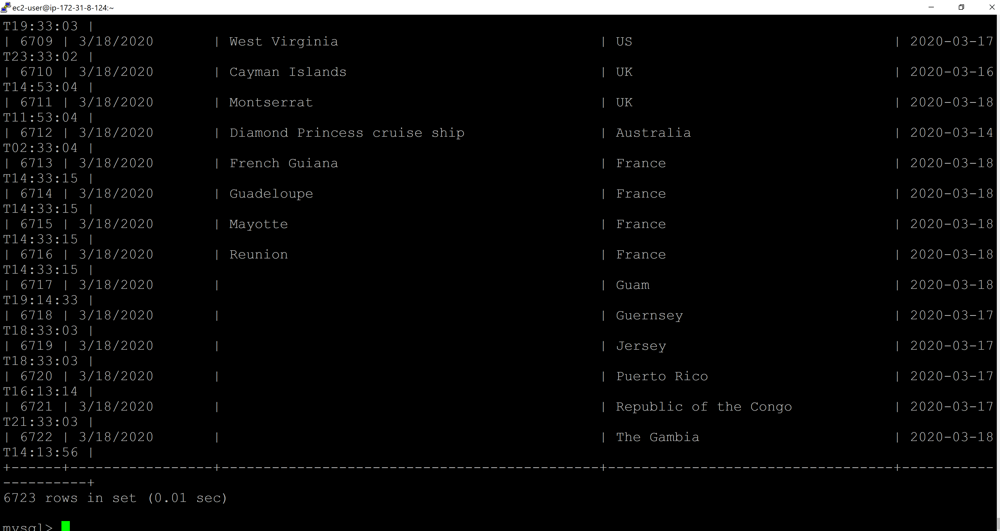 ec2-user@ip-172-31-8-124:~
T19:33:03 |
| 6709 | 3/18/2020 | West Virginia | US | 2020-03-17
T23:33:02 |
| 6710 | 3/18/2020 | Cayman Islands | UK | 2020-03-16
T14:53:04 |
| 6711 | 3/18/2020 | Montserrat | UK | 2020-03-18
T11:53:04 |
| 6712 | 3/18/2020 | Diamond Princess cruise ship | Australia | 2020-03-14
T02:33:04 |
| 6713 | 3/18/2020 | French Guiana | France | 2020-03-18
T14:33:15 |
| 6714 | 3/18/2020 | Guadeloupe | France | 2020-03-18
T14:33:15 |
| 6715 | 3/18/2020 | Mayotte | France | 2020-03-18
T14:33:15 |
| 6716 | 3/18/2020 | Reunion | France | 2020-03-18
T14:33:15 |
| 6717 | 3/18/2020 | | Guam | 2020-03-18
T19:14:33 |
| 6718 | 3/18/2020 | | Guernsey | 2020-03-17
T18:33:03 |
| 6719 | 3/18/2020 | | Jersey | 2020-03-17
T18:33:03 |
| 6720 | 3/18/2020 | | Puerto Rico | 2020-03-17
T16:13:14 |
| 6721 | 3/18/2020 | | Republic of the Congo | 2020-03-17
T21:33:03 |
| 6722 | 3/18/2020 | | The Gambia | 2020-03-18
T14:13:56 |
+------+-----------------+---------------------------------------------+----------------------------------+-----------
----------+
6723 rows in set (0.01 sec)
mysql>